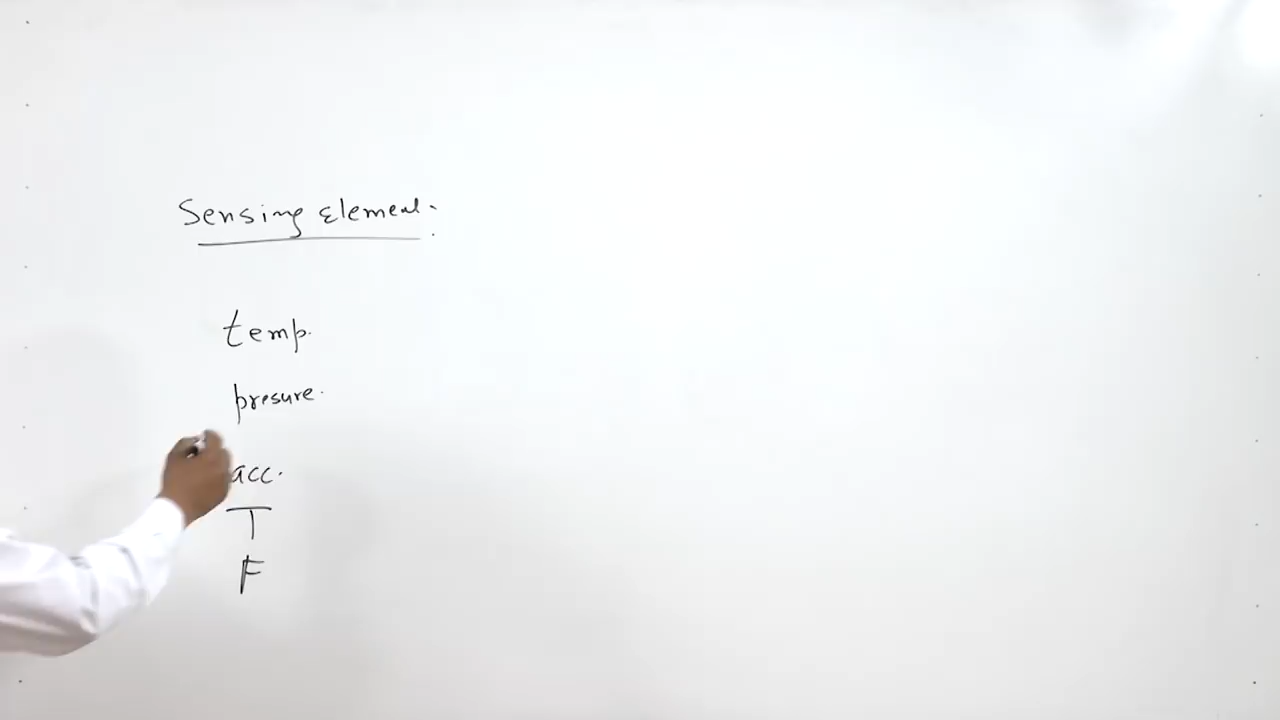 Sensing element.
temp.
presure.
acc.
T
F